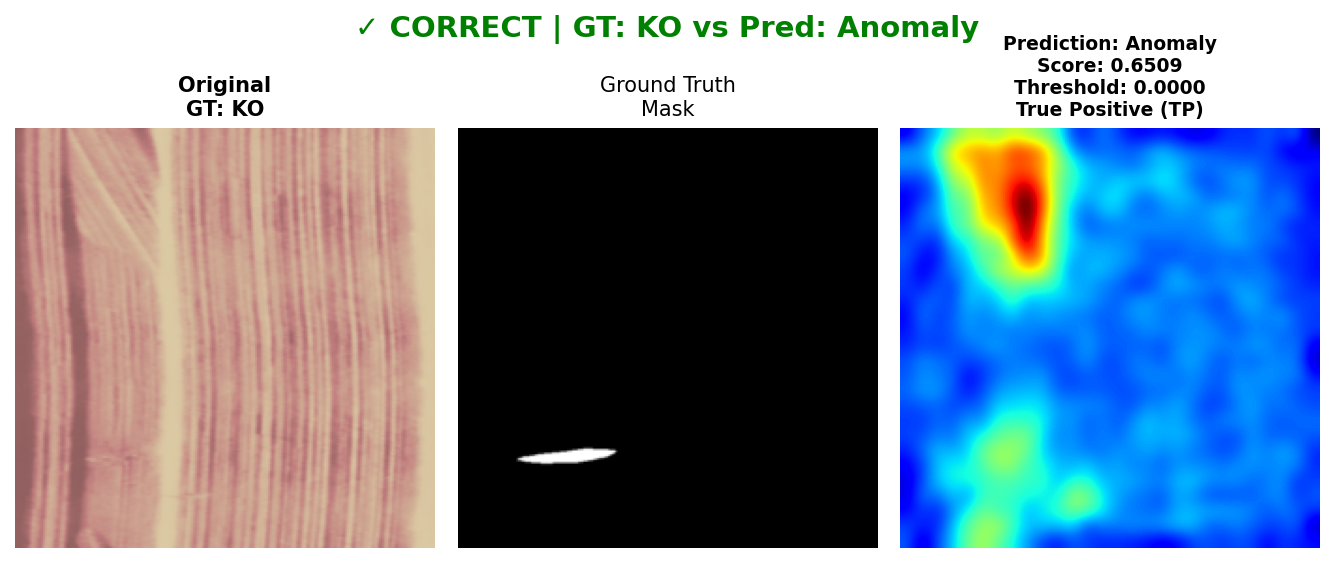 ✓ CORRECT | GT: KO vs Pred: Anomaly
Original
GT: KO
Ground Truth
Mask
Prediction: Anomaly
Score: 0.6509
Threshold: 0.0000
True Positive (TP)